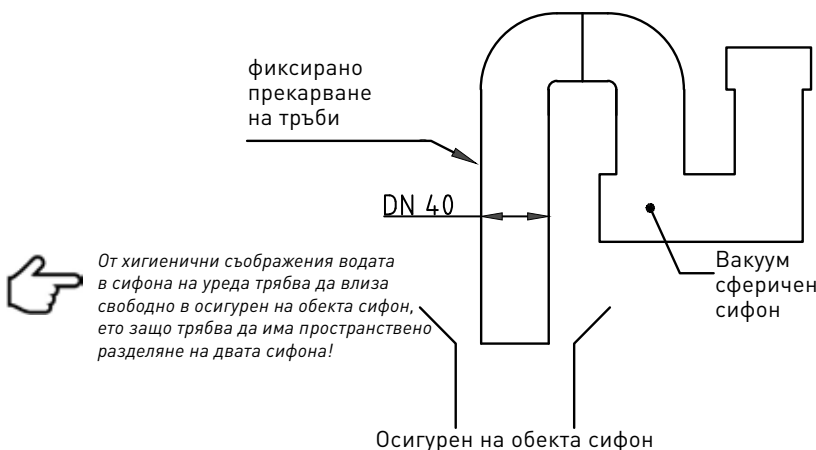 фиксирано
прекарване
на тръби
DN 40
От хигиенични съображения водата
в сифона на уреда трябва да влиза
свободно в осигурен на обекта сифон,
ето защо трябва да има пространствено
разделяне на двата сифона!
Вакуум
сферичен
сифон
Осигурен на обекта сифон